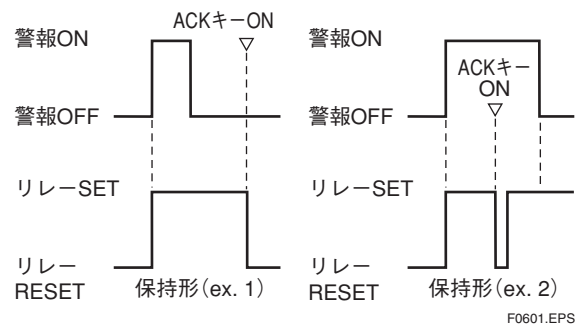 ACKキーON
警報ON
警報OFF
リレーSET
リレー
RESET
保持形(ex. 1)
警報ON
ACKキー
ON
警報OFF
リレーSET
リレー
RESET
保持形(ex. 2)
F0601.EPS